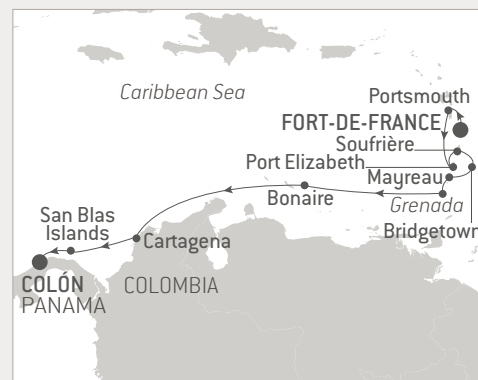 Caribbean Sea
Portsmouth
FORT-DE-FRANCE
Soufrière
Port Elizabeth
Mayreau
Grenada
Bridgetown
Bonaire
San Blas
Islands
Cartagena
COLÓN
PANAMA
COLOMBIA